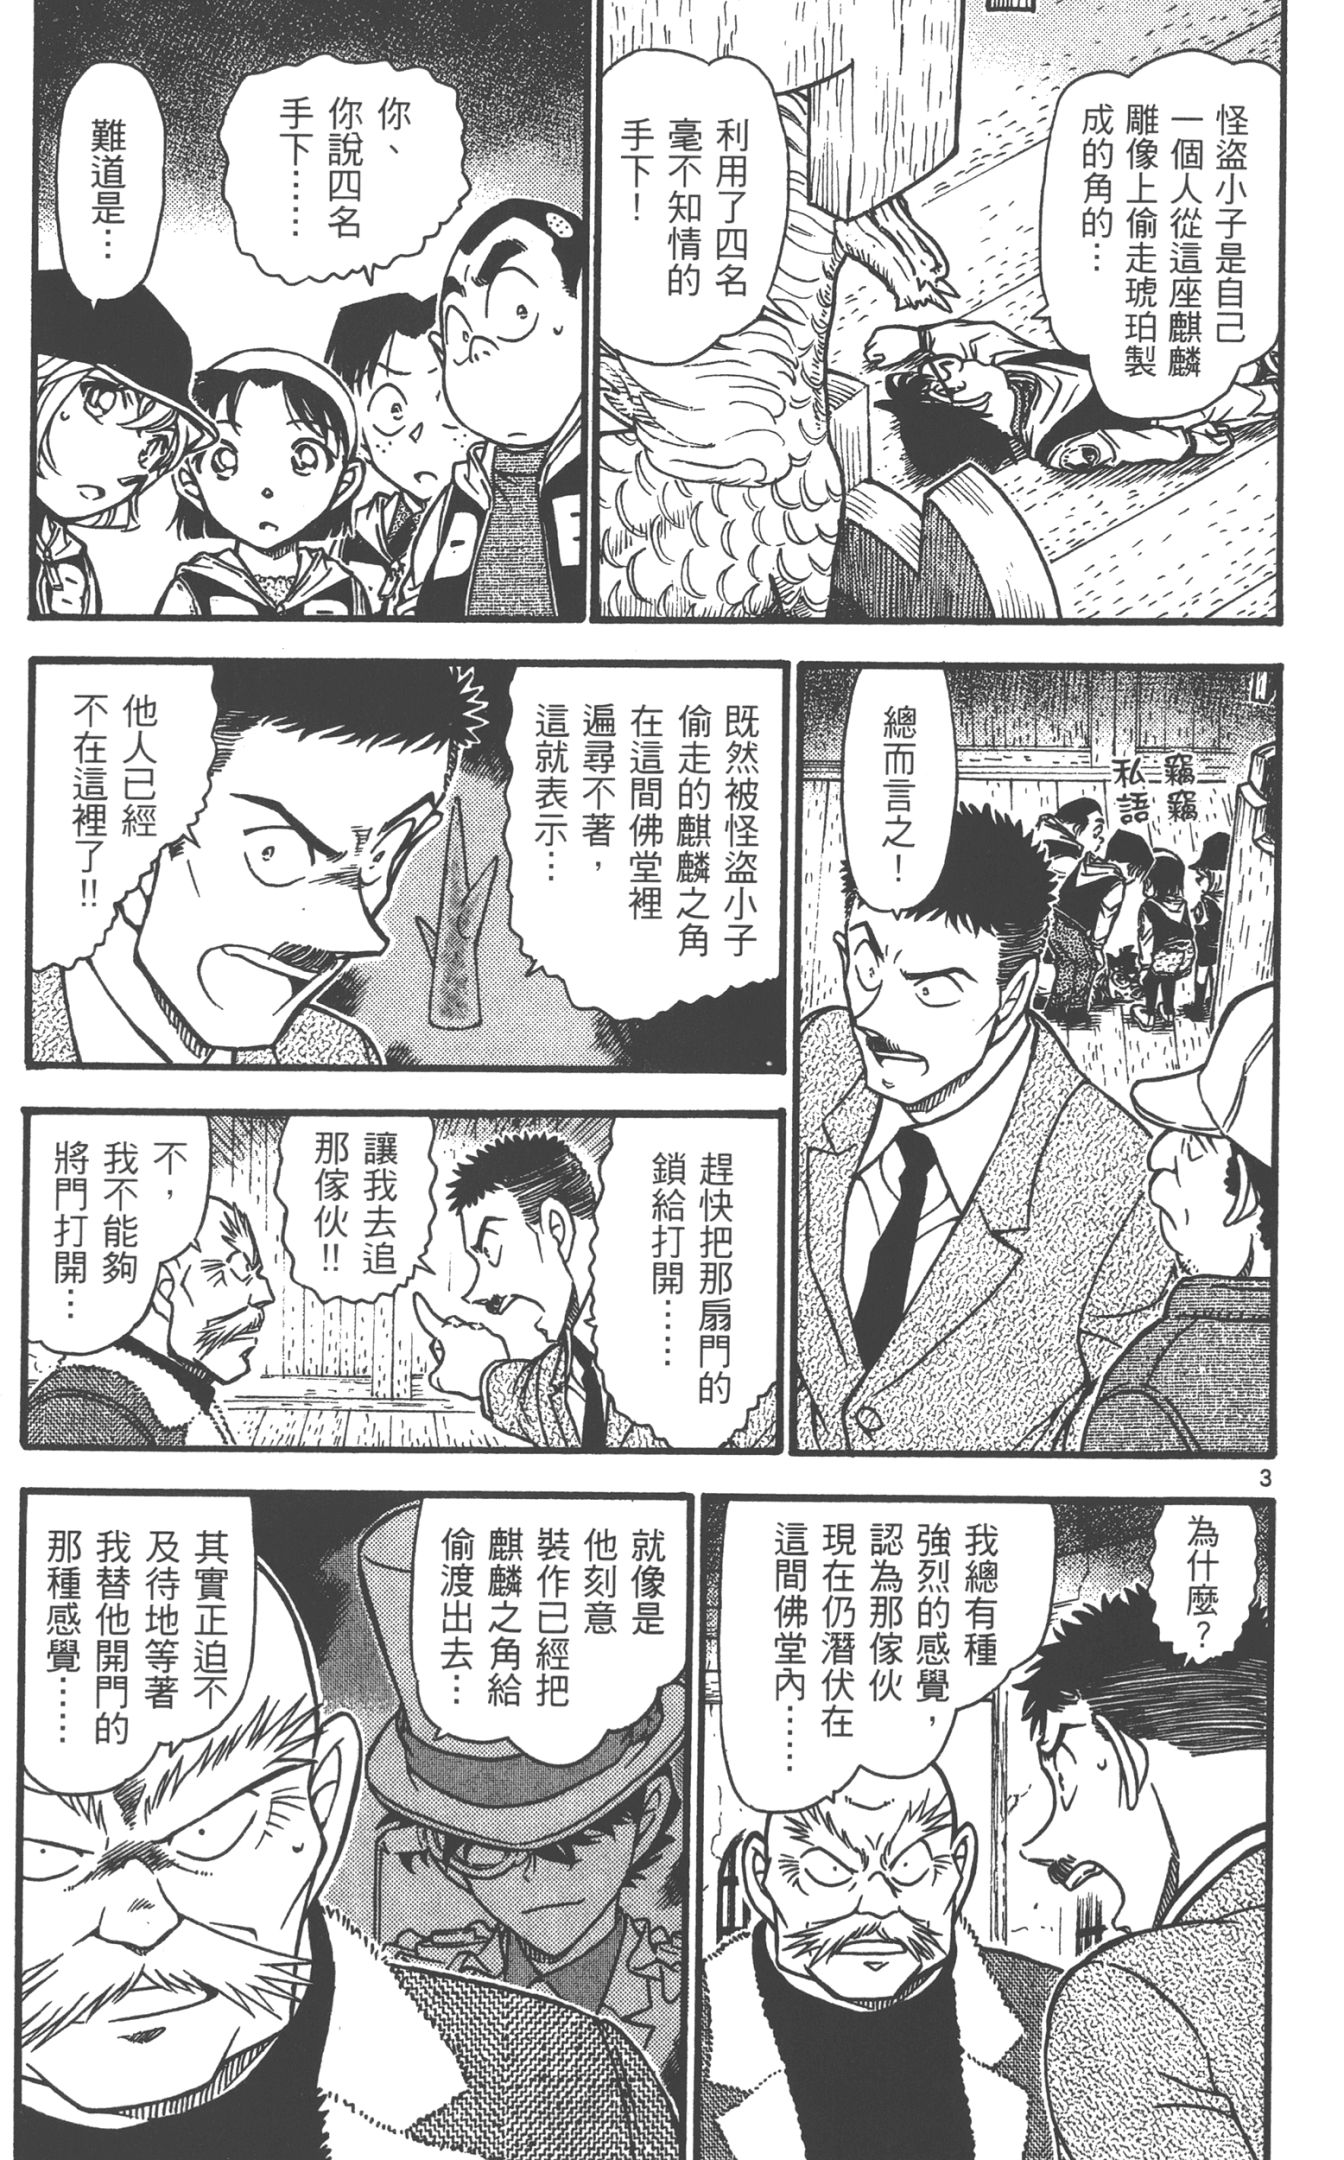 怪盜小子是自己
一個人從這座麒麟
雕像上偷走琥珀製
成的角的…
利用了四名
毫不知情的
手下！
你、
你說四名
手下……
難道是…
總而言之！
竊竊
私語
既然被怪盜小子
偷走的麒麟之角
在這間佛堂裡
遍尋不著，
這就表示…
他人已經
不在這裡了!!
趕快把那扇門的
鎖給打開……
讓我去追
那傢伙!!
不，
我不能夠
將門打開…
3
為什麼？
我總有種
強烈的感覺，
認為那傢伙
現在仍潛伏在
這間佛堂內……
就像是
他刻意
裝作已經把
麒麟之角給
偷渡出去…
其實正迫不
及待地等著
我替他開門的
那種感覺……